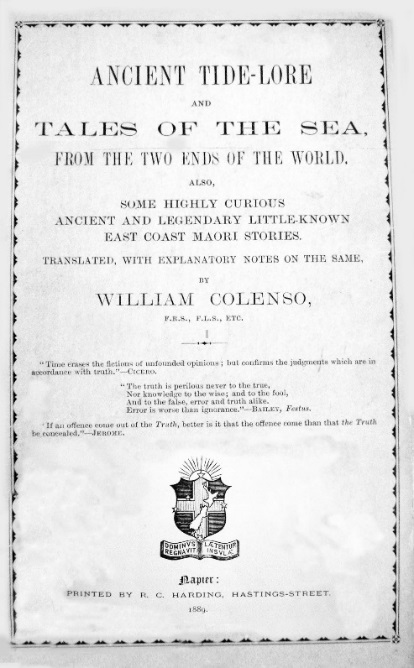 ANCIENT TIDE-LORE
AND
TALES OF THE SEA,
FROM THE TWO ENDS OF THE WORLD.
ALSO,
SOME HIGHLY CURIOUS
ANCIENT AND LEGENDARY LITTLE-KNOWN
EAST COAST MAORI STORIES.
TRANSLATED, WITH EXPLANATORY NOTES ON THE SAME,
BY
WILLIAM COLENSO,
F.R.S., F.L.S., ETC.
"Time erases the fictions of unfounded opinions; but confirms the judgments which are in
accordance with truth."—CICERO.
"The truth is perilous never to the true,
Nor knowledge to the wise; and to the fool,
And to the false, error and truth alike.
Error is worse than ignorance."—BAILEY, Festus.
'If an offence come out of the Truth, better is it that the offence come than that the Truth
be concealed."—JEROME.
DOMINVS LÆTENTUR
REGNAVIT INSVLÆ
Napier:
PRINTED BY R. C. HARDING, HASTINGS-STREET.
1889.